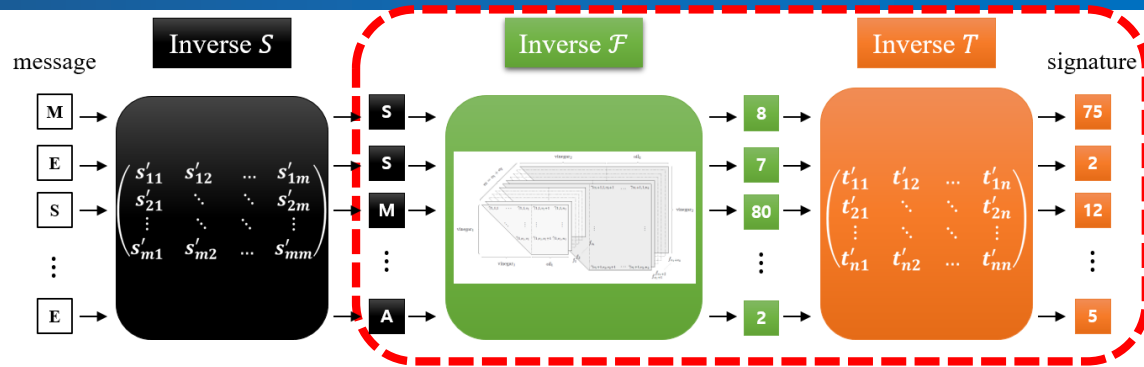 Inverse S
Inverse ℱ
Inverse T
message
signature
M
E
S
⋮
E
s′₁₁ s′₁₂ … s′₁ₘ
s′₂₁ ⋱ ⋱ s′₂ₘ
⋮ ⋱ ⋱ ⋮
s′ₘ₁ s′ₘ₂ … s′ₘₘ
S
S
M
⋮
A
8
7
80
⋮
2
t′₁₁ t′₁₂ … t′₁ₙ
t′₂₁ ⋱ ⋱ t′₂ₙ
⋮ ⋱ ⋱ ⋮
t′ₙ₁ t′ₙ₂ … t′ₙₙ
75
2
12
⋮
5